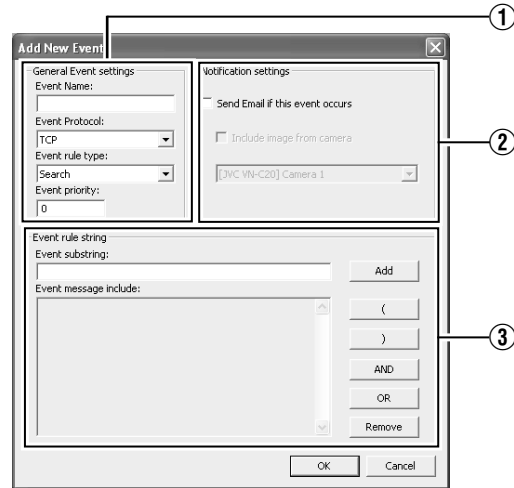 ①
Add New Event
General Event settings
Event Name:
Event Protocol:
TCP
Event rule type:
Search
Event priority:
0
Notification settings
Send Email if this event occurs
Include image from camera
[JVC VN-C20] Camera 1
②
Event rule string
Event substring:
Add
Event message include:
(
)
AND
OR
Remove
③
OK
Cancel